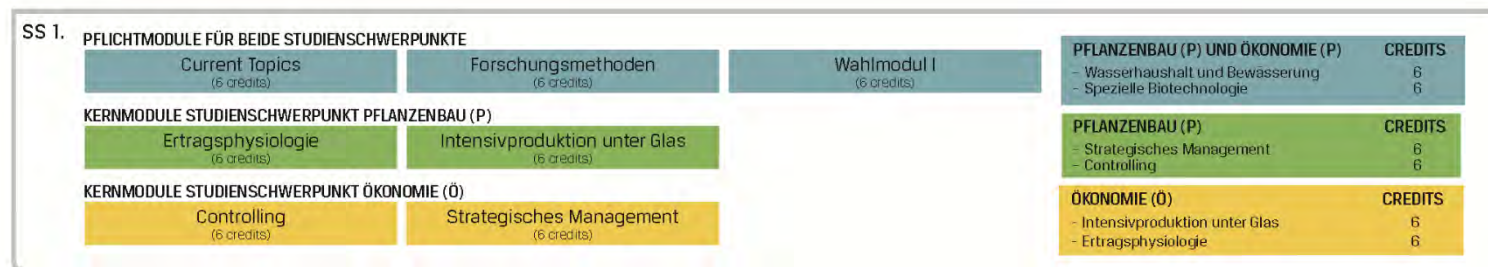 SS 1.
PFLICHTMODULE FÜR BEIDE STUDIENSCHWERPUNKTE
Current Topics
(6 credits)
Forschungsmethoden
(6 credits)
Wahlmodul I
(6 credits)
KERNMODULE STUDIENSCHWERPUNKT PFLANZENBAU (P)
Ertragsphysiologie
(6 credits)
Intensivproduktion unter Glas
(6 credits)
KERNMODULE STUDIENSCHWERPUNKT ÖKONOMIE (Ö)
Controlling
(6 credits)
Strategisches Management
(6 credits)
PFLANZENBAU (P) UND ÖKONOMIE (P) CREDITS
- Wasserhaushalt und Bewässerung 6
- Spezielle Biotechnologie 6
PFLANZENBAU (P) CREDITS
- Strategisches Management 6
- Controlling 6
ÖKONOMIE (Ö) CREDITS
- Intensivproduktion unter Glas 6
- Ertragsphysiologie 6